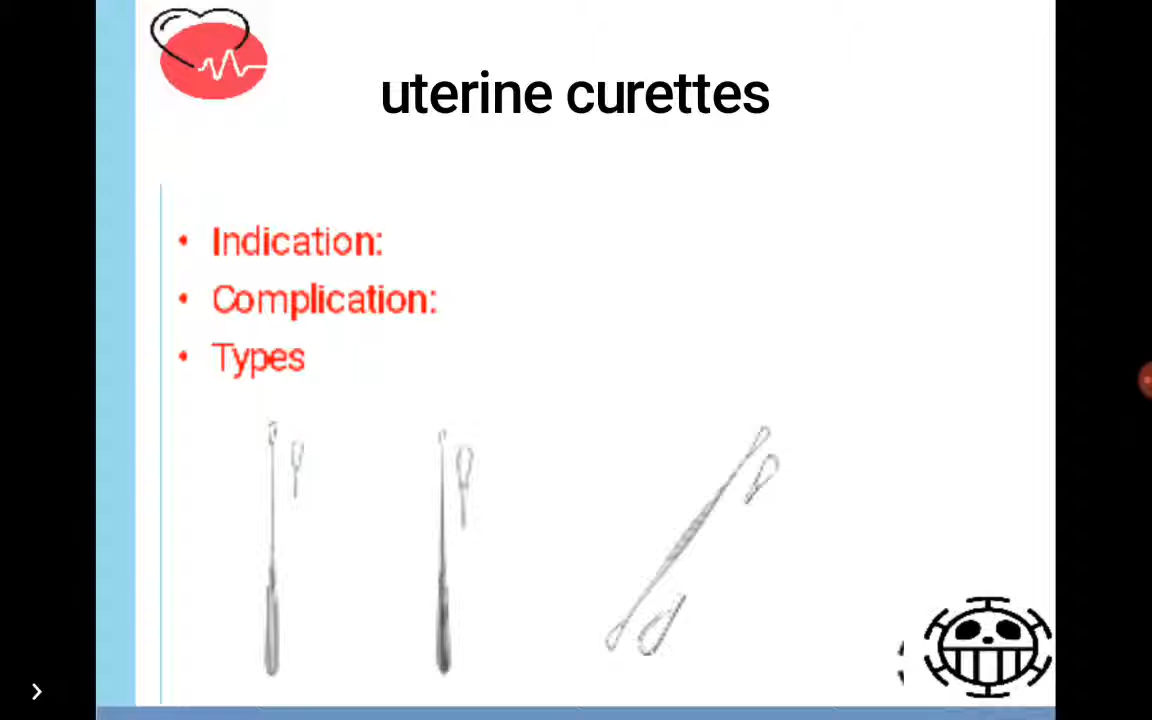 uterine curettes
• Indication:
• Complication:
• Types